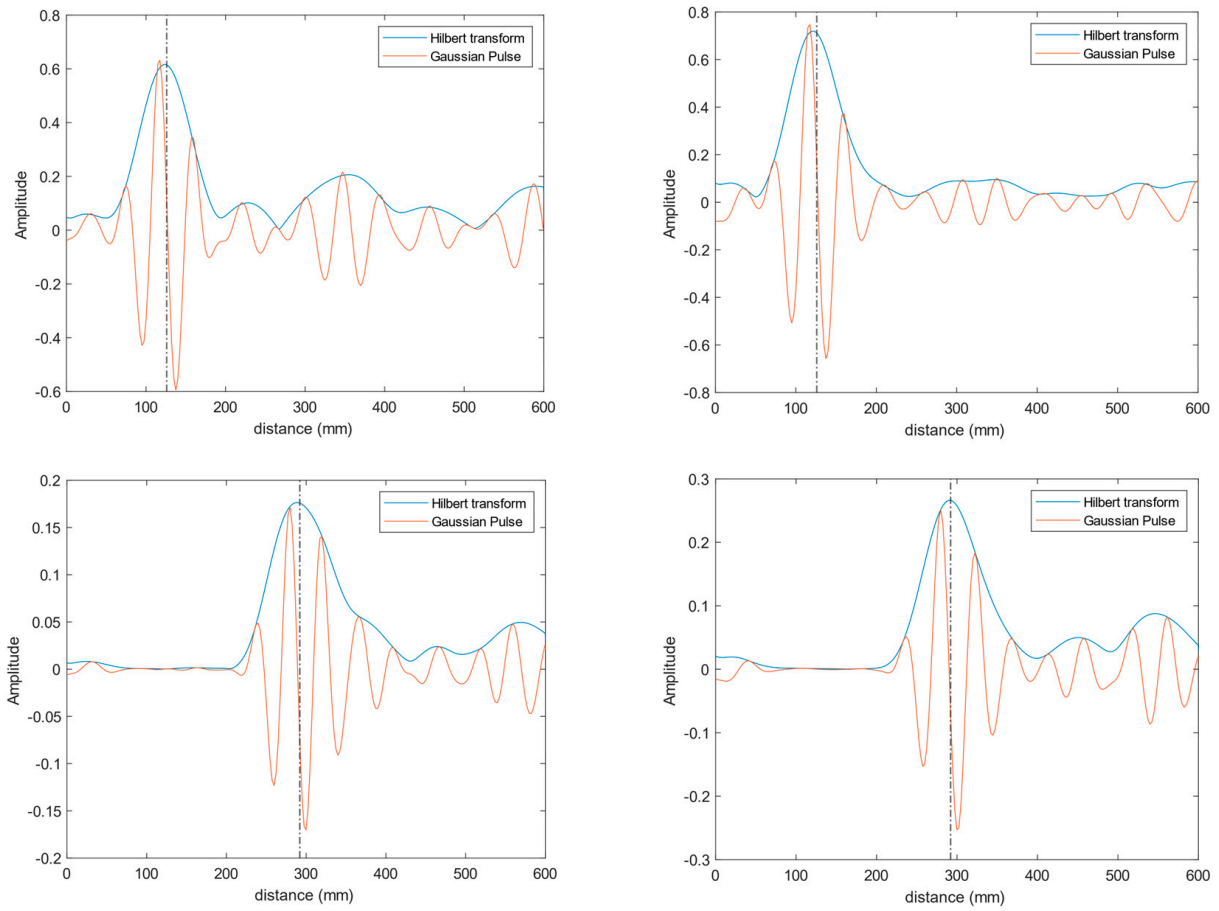 0.8
0.6
0.4
0.2
0
-0.2
-0.4
-0.6
Amplitude
0 100 200 300 400 500 600
distance (mm)
Hilbert transform
Gaussian Pulse
0.8
0.6
0.4
0.2
0
-0.2
-0.4
-0.6
-0.8
Amplitude
0 100 200 300 400 500 600
distance (mm)
Hilbert transform
Gaussian Pulse
0.2
0.15
0.1
0.05
0
-0.05
-0.1
-0.15
-0.2
Amplitude
0 100 200 300 400 500 600
distance (mm)
Hilbert transform
Gaussian Pulse
0.3
0.2
0.1
0
-0.1
-0.2
-0.3
Amplitude
0 100 200 300 400 500 600
distance (mm)
Hilbert transform
Gaussian Pulse